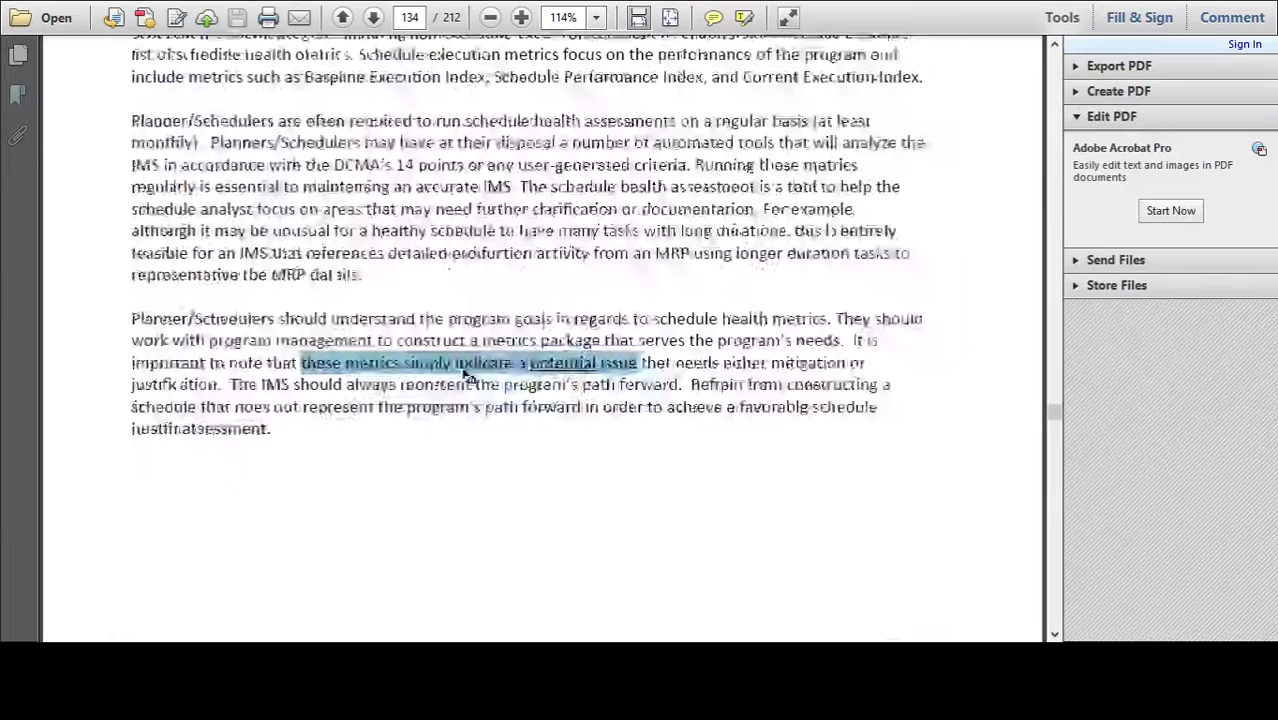 Open
134 / 212
114%
Tools
Fill & Sign
Comment
Sign In
Export PDF
Create PDF
Edit PDF
Adobe Acrobat Pro
Easily edit text and images in PDF
documents
Start Now
Send Files
Store Files
Schedule execution metrics focus on the performance of the program and
include metrics such as Baseline Execution Index, Schedule Performance Index, and Current Execution Index.
Planner/Schedulers are often required to run schedule health assessments on a regular basis (at least
monthly). Planners/Schedulers may have at their disposal a number of automated tools that will analyze the
IMS in accordance with the DCMA's 14 points or any user-generated criteria. Running these metrics
regularly is essential to maintaining an accurate IMS. The schedule health assessment is a tool to help the
schedule analyst focus on areas that may need further clarification or documentation. For example,
although it may be unusual for a healthy schedule to have many tasks with long durations, this is entirely
feasible for an IMS that references detailed production activity from an MRP using longer duration tasks to
the MRP details.
Planner/Schedulers should understand the program goals in regards to schedule health metrics. They should
work with program management to construct a metrics package that serves the program's needs. It is
important to note that these metrics simply indicate a potential issue that needs either mitigation or
justification. The IMS should always the program's path forward. Refrain from constructing a
schedule that does not represent the program's path forward in order to achieve a favorable schedule
assessment.